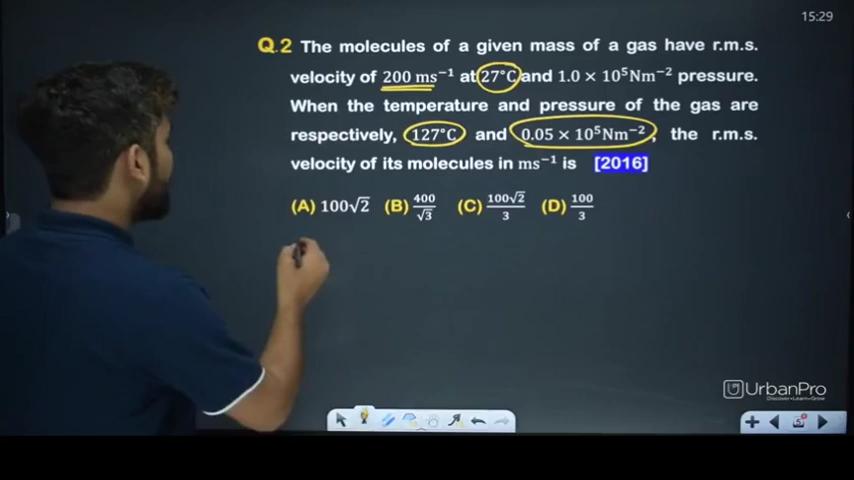 15:29
Q.2 The molecules of a given mass of a gas have r.m.s.
velocity of 200 ms⁻¹ at 27°C and 1.0 × 10⁵Nm⁻² pressure.
When the temperature and pressure of the gas are
respectively, 127°C and 0.05 × 10⁵Nm⁻², the r.m.s.
velocity of its molecules in ms⁻¹ is [2016]
(A) 100√2 (B) 400/√3 (C) 100√2/3 (D) 100/3
UrbanPro
Discover•Learn•Grow